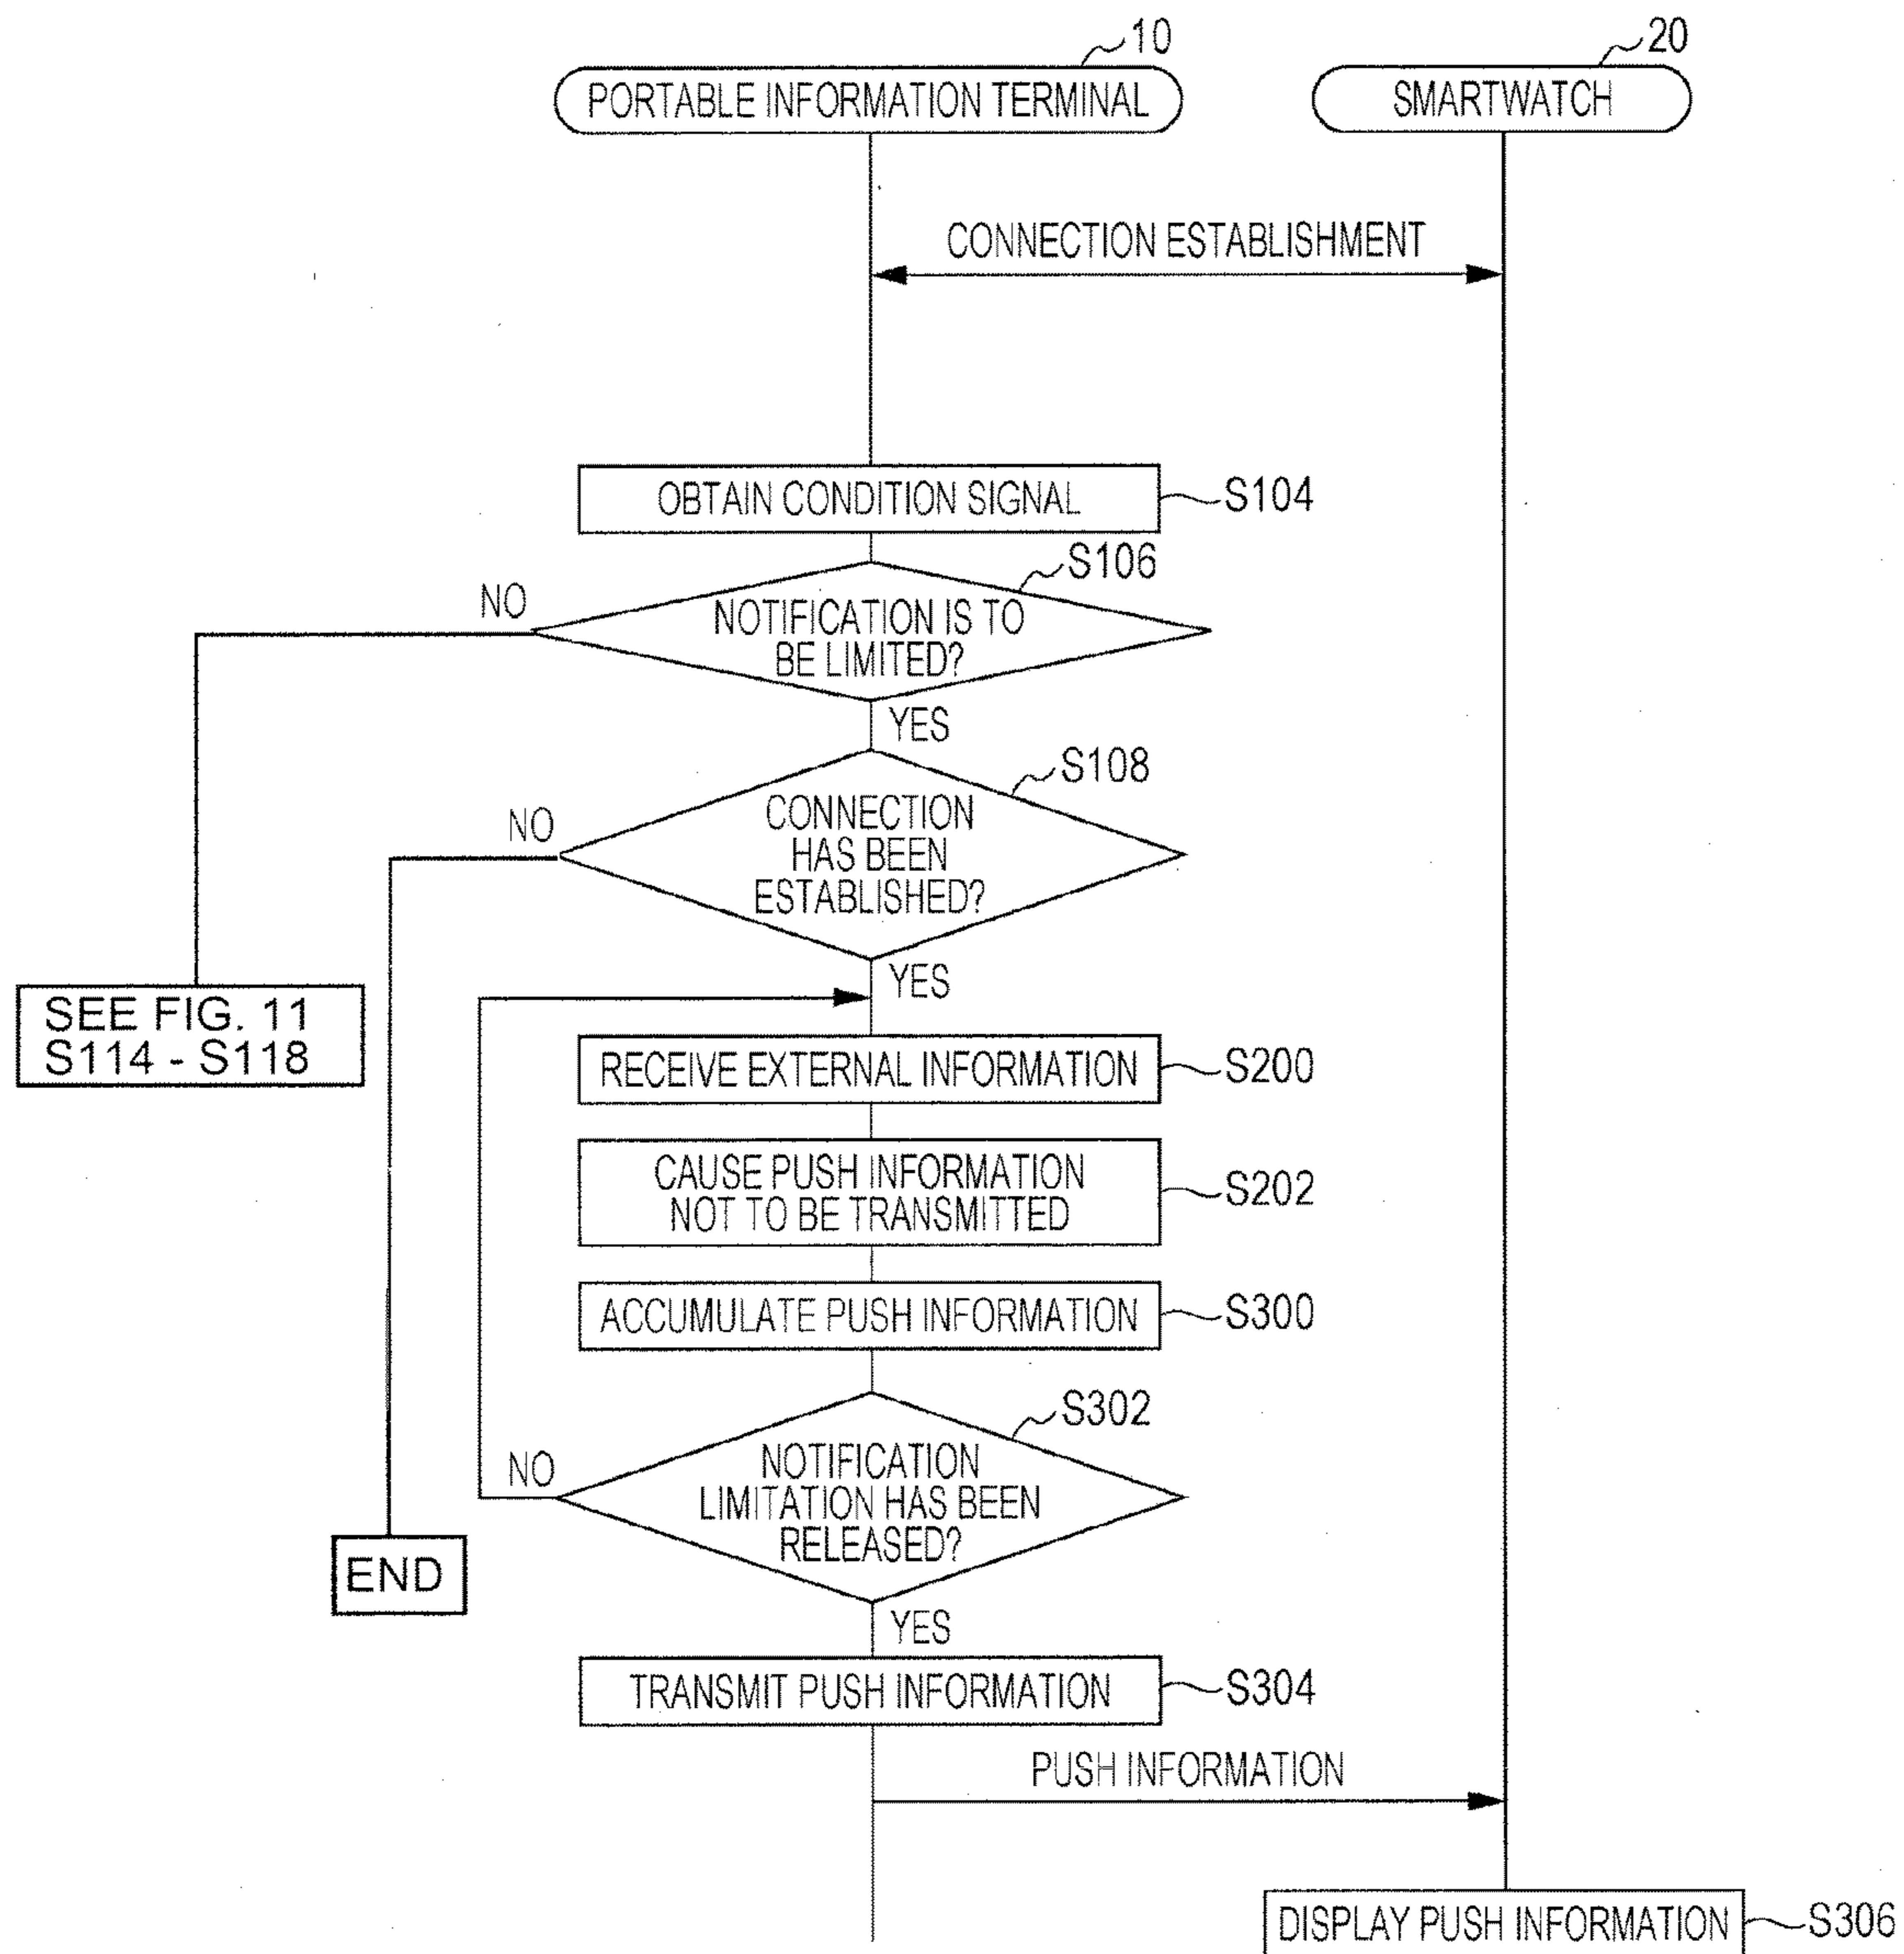 10
20
PORTABLE INFORMATION TERMINAL
SMARTWATCH
CONNECTION ESTABLISHMENT
OBTAIN CONDITION SIGNAL
S104
S106
NO
NOTIFICATION IS TO
BE LIMITED?
YES
S108
NO
CONNECTION
HAS BEEN
ESTABLISHED?
YES
SEE FIG. 11
S114 - S118
RECEIVE EXTERNAL INFORMATION
S200
CAUSE PUSH INFORMATION
NOT TO BE TRANSMITTED
S202
ACCUMULATE PUSH INFORMATION
S300
S302
NO
NOTIFICATION
LIMITATION HAS BEEN
RELEASED?
END
YES
TRANSMIT PUSH INFORMATION
S304
PUSH INFORMATION
DISPLAY PUSH INFORMATION
S306